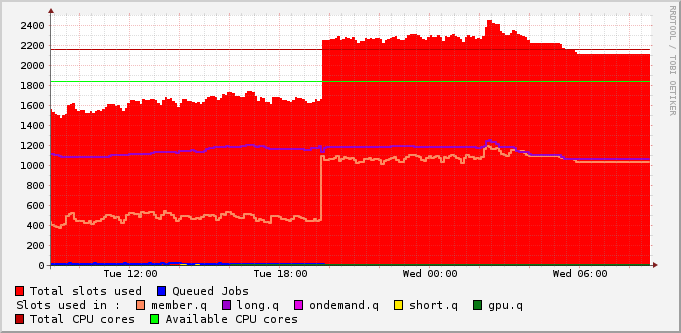 2400
2200
2000
1800
1600
1400
1200
1000
800
600
400
200
0
Tue 12:00 Tue 18:00 Wed 00:00 Wed 06:00
RRDTOOL / TOBI OETIKER
Total slots used Queued Jobs
Slots used in : member.q long.q ondemand.q short.q gpu.q
Total CPU cores Available CPU cores